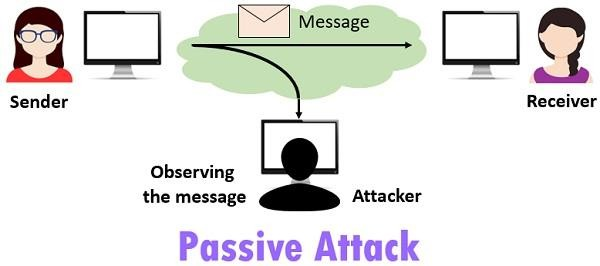 Message
Sender
Receiver
Observing
the message
Attacker
Passive Attack